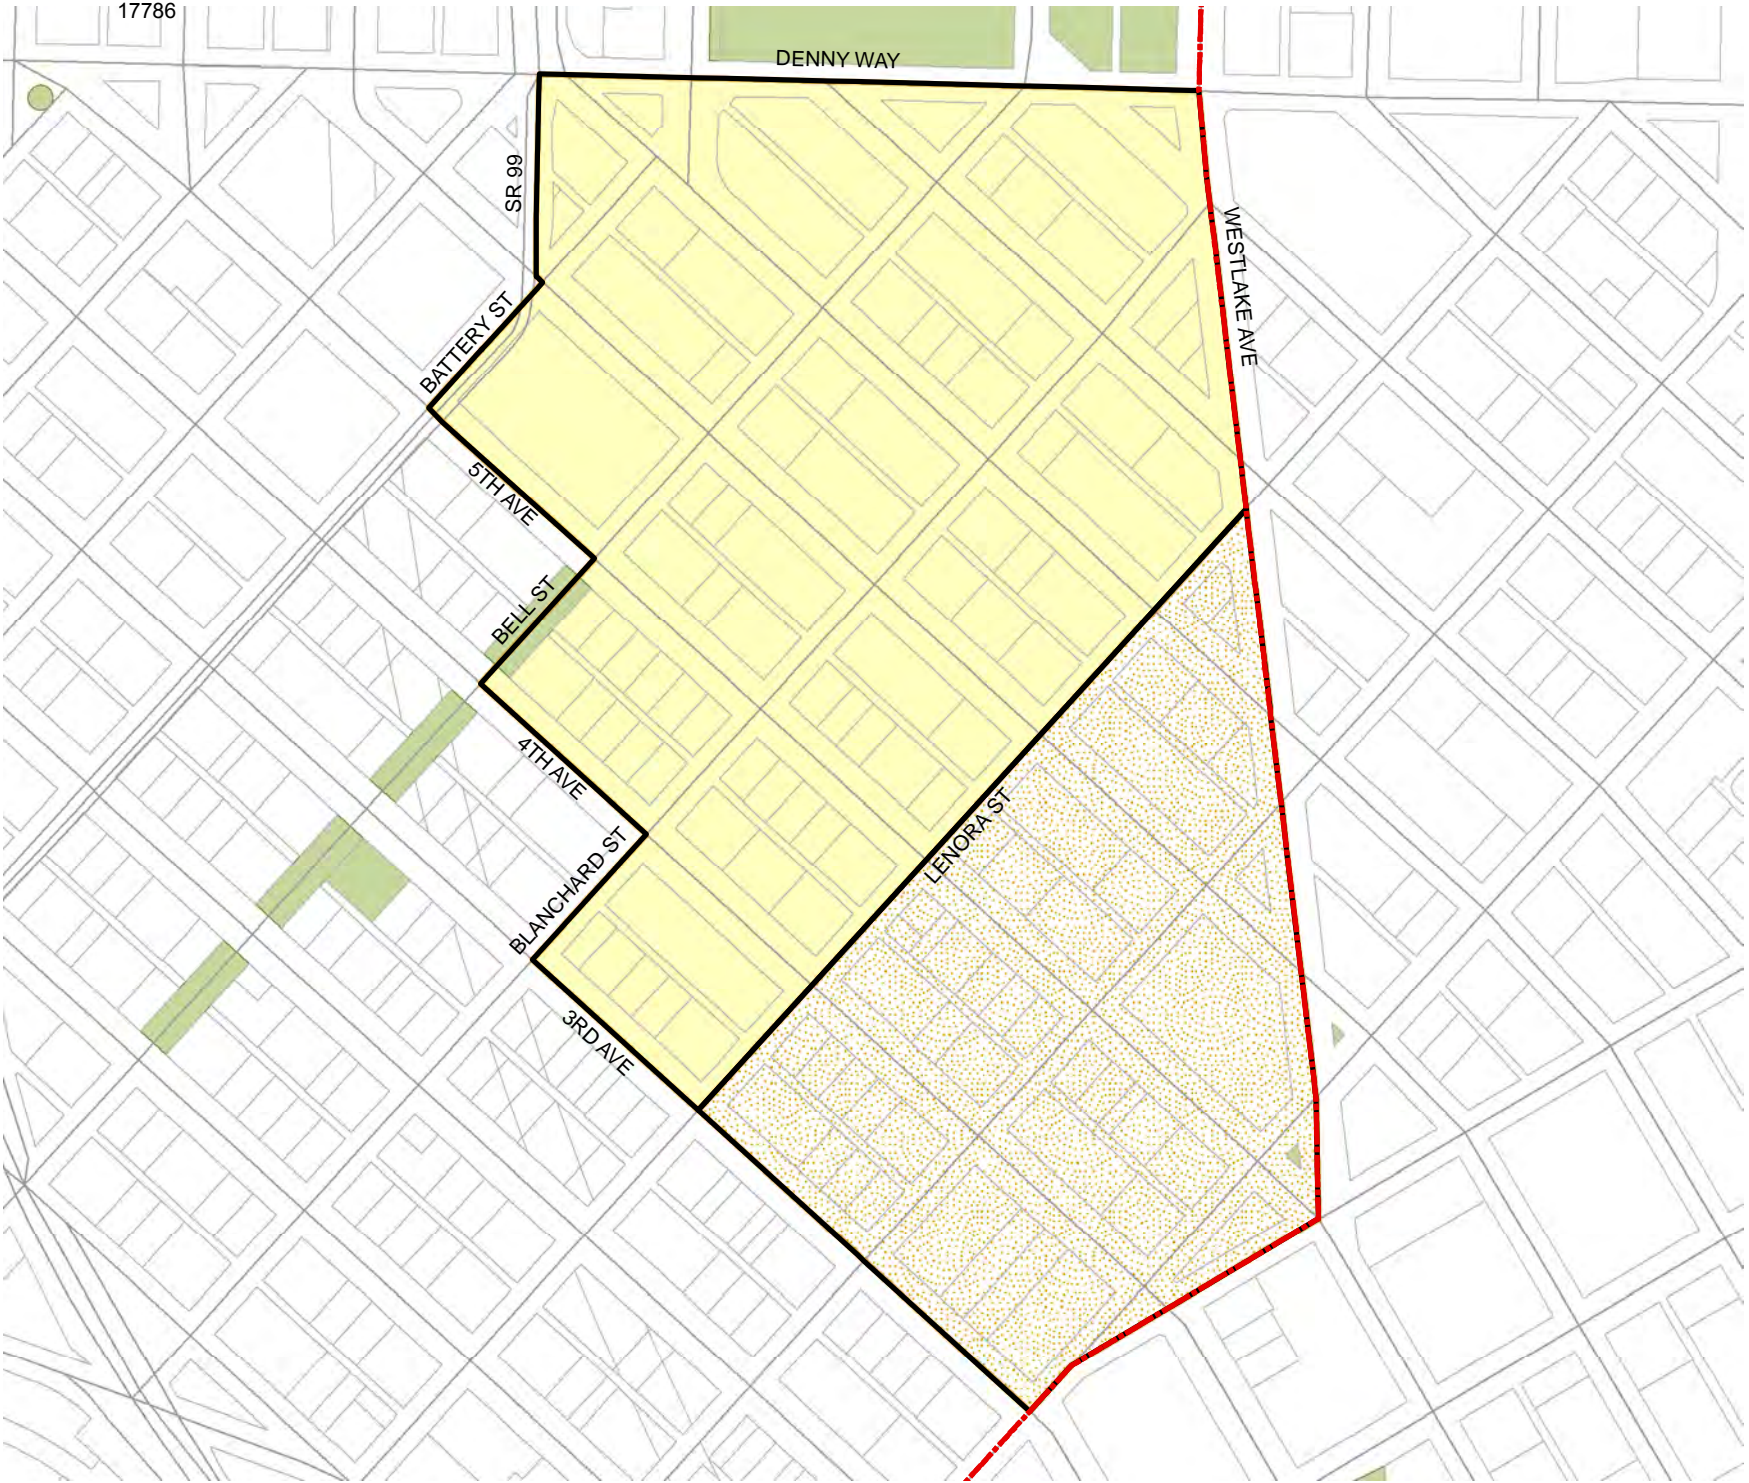 17786
DENNY WAY
SR 99
WESTLAKE AVE
BATTERY ST
5TH AVE
BELL ST
4TH AVE
LENORA ST
BLANCHARD ST
3RD AVE